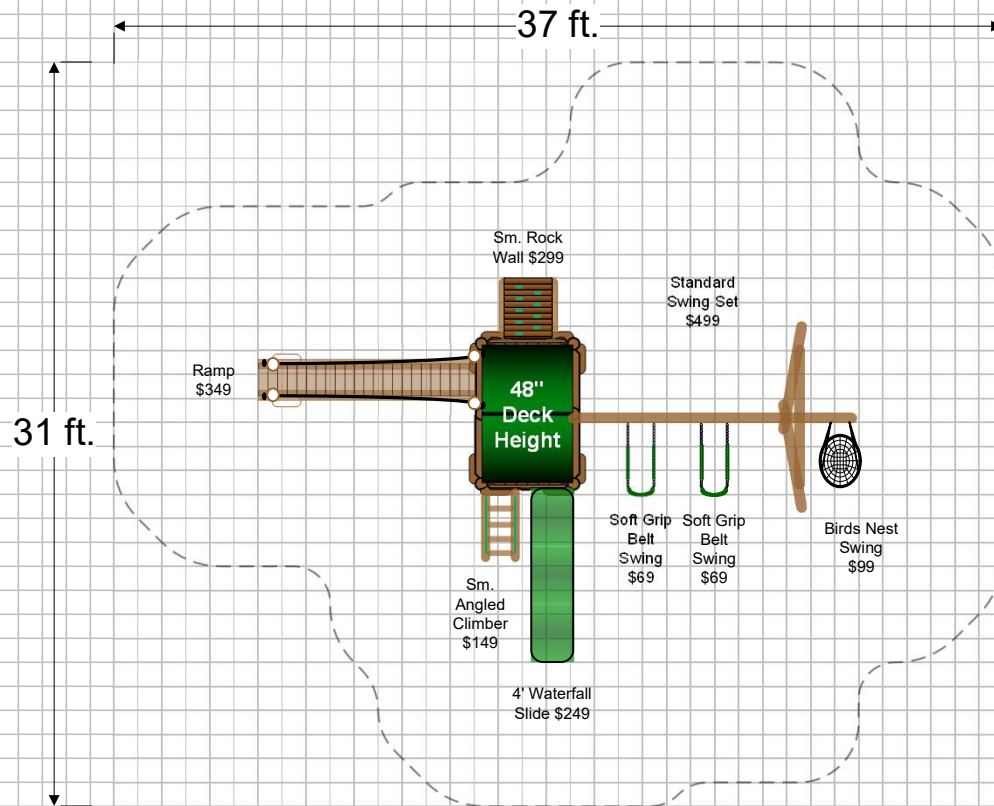 37 ft.
31 ft.
Sm. Rock
Wall $299
Standard
Swing Set
$499
Ramp
$349
48"
Deck
Height
Soft Grip
Belt
Swing
$69
Soft Grip
Belt
Swing
$69
Birds Nest
Swing
$99
Sm.
Angled
Climber
$149
4' Waterfall
Slide $249